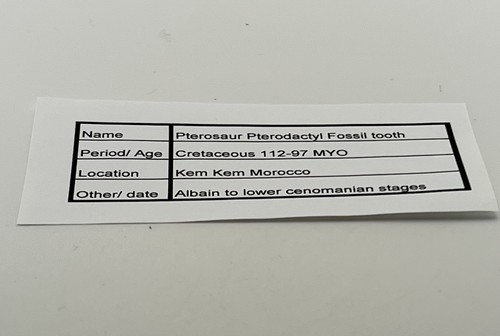 Name Pterosaur Pterodactyl Fossil tooth
Period/ Age Cretaceous 112-97 MYO
Location Kem Kem Morocco
Other/ date Albain to lower cenomanian stages